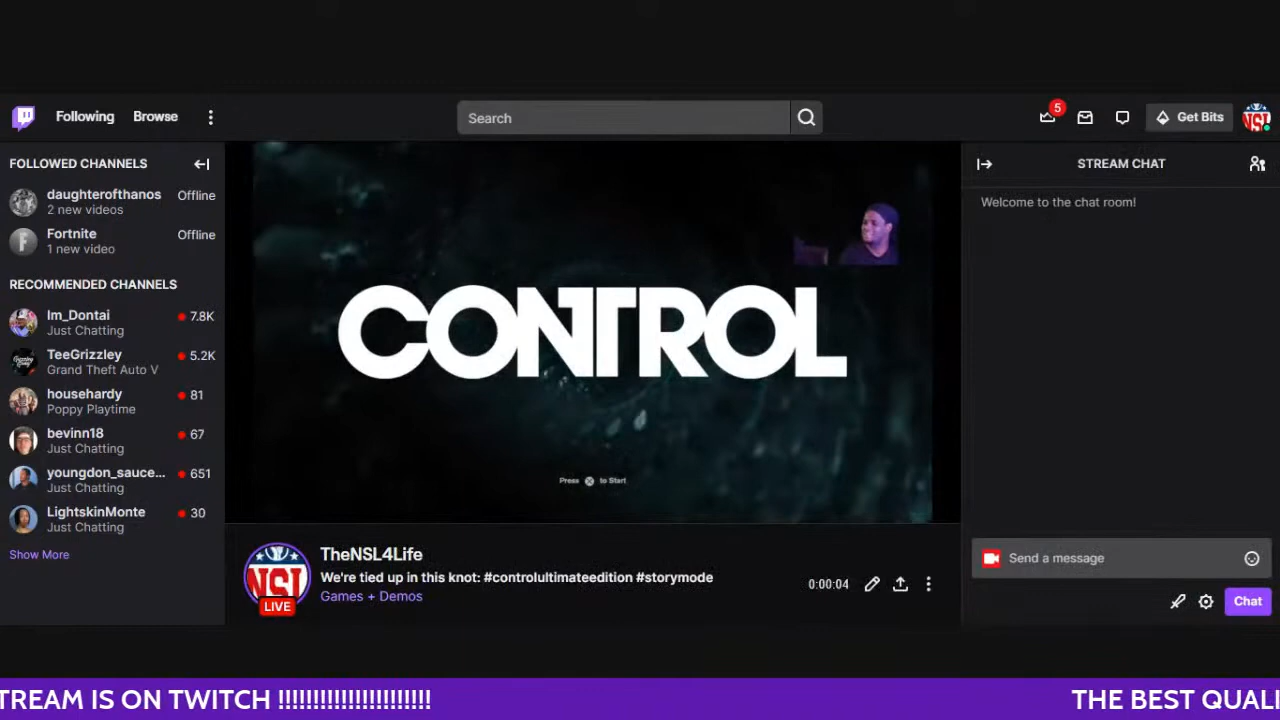 Following
Browse
Search
5
Get Bits
NSL
FOLLOWED CHANNELS
daughterofthanos
Offline
2 new videos
F
Fortnite
Offline
1 new video
RECOMMENDED CHANNELS
Im_Dontai
7.8K
Just Chatting
TeeGrizzley
5.2K
Grand Theft Auto V
househardy
81
Poppy Playtime
bevinn18
67
Just Chatting
youngdon_sauce...
651
Just Chatting
LightskinMonte
30
Just Chatting
Show More
CONTROL
Press ⊗ to Start
NSL
LIVE
TheNSL4Life
We're tied up in this knot: #controlultimateedition #storymode
Games + Demos
0:00:04
STREAM CHAT
Welcome to the chat room!
Send a message
Chat
TREAM IS ON TWITCH !!!!!!!!!!!!!!!!!!!!!!
THE BEST QUALI